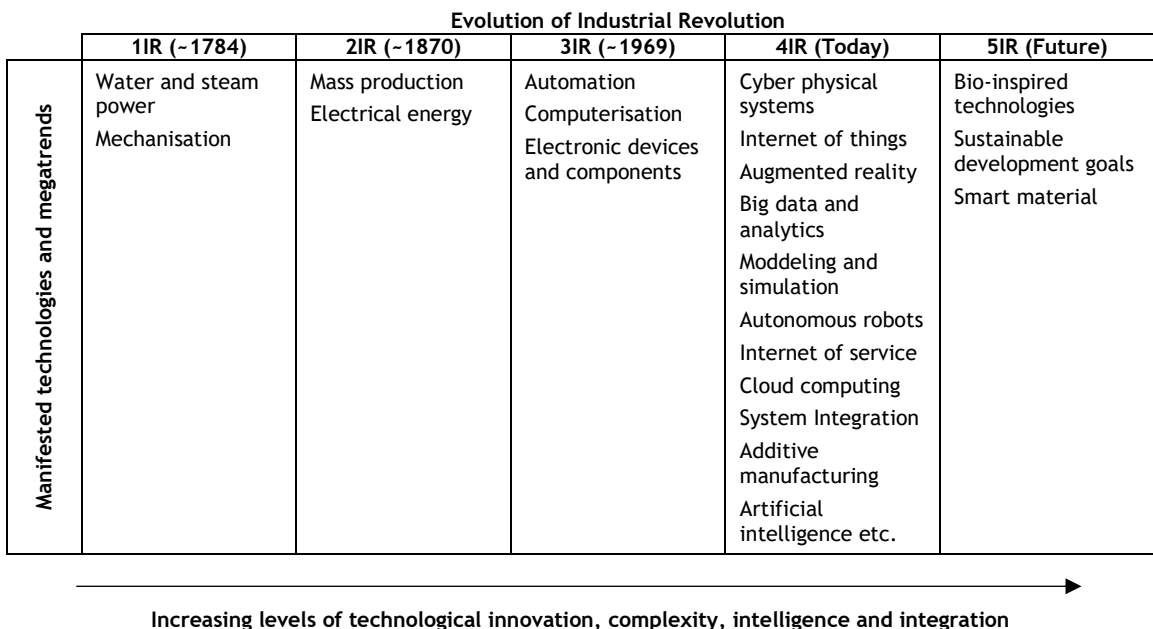 Evolution of Industrial Revolution
1IR (~1784)
2IR (~1870)
3IR (~1969)
4IR (Today)
5IR (Future)
Manifested technologies and megatrends
Water and steam
power
Mechanisation
Mass production
Electrical energy
Automation
Computerisation
Electronic devices
and components
Cyber physical
systems
Internet of things
Augmented reality
Big data and
analytics
Moddeling and
simulation
Autonomous robots
Internet of service
Cloud computing
System Integration
Additive
manufacturing
Artificial
intelligence etc.
Bio-inspired
technologies
Sustainable
development goals
Smart material
Increasing levels of technological innovation, complexity, intelligence and integration